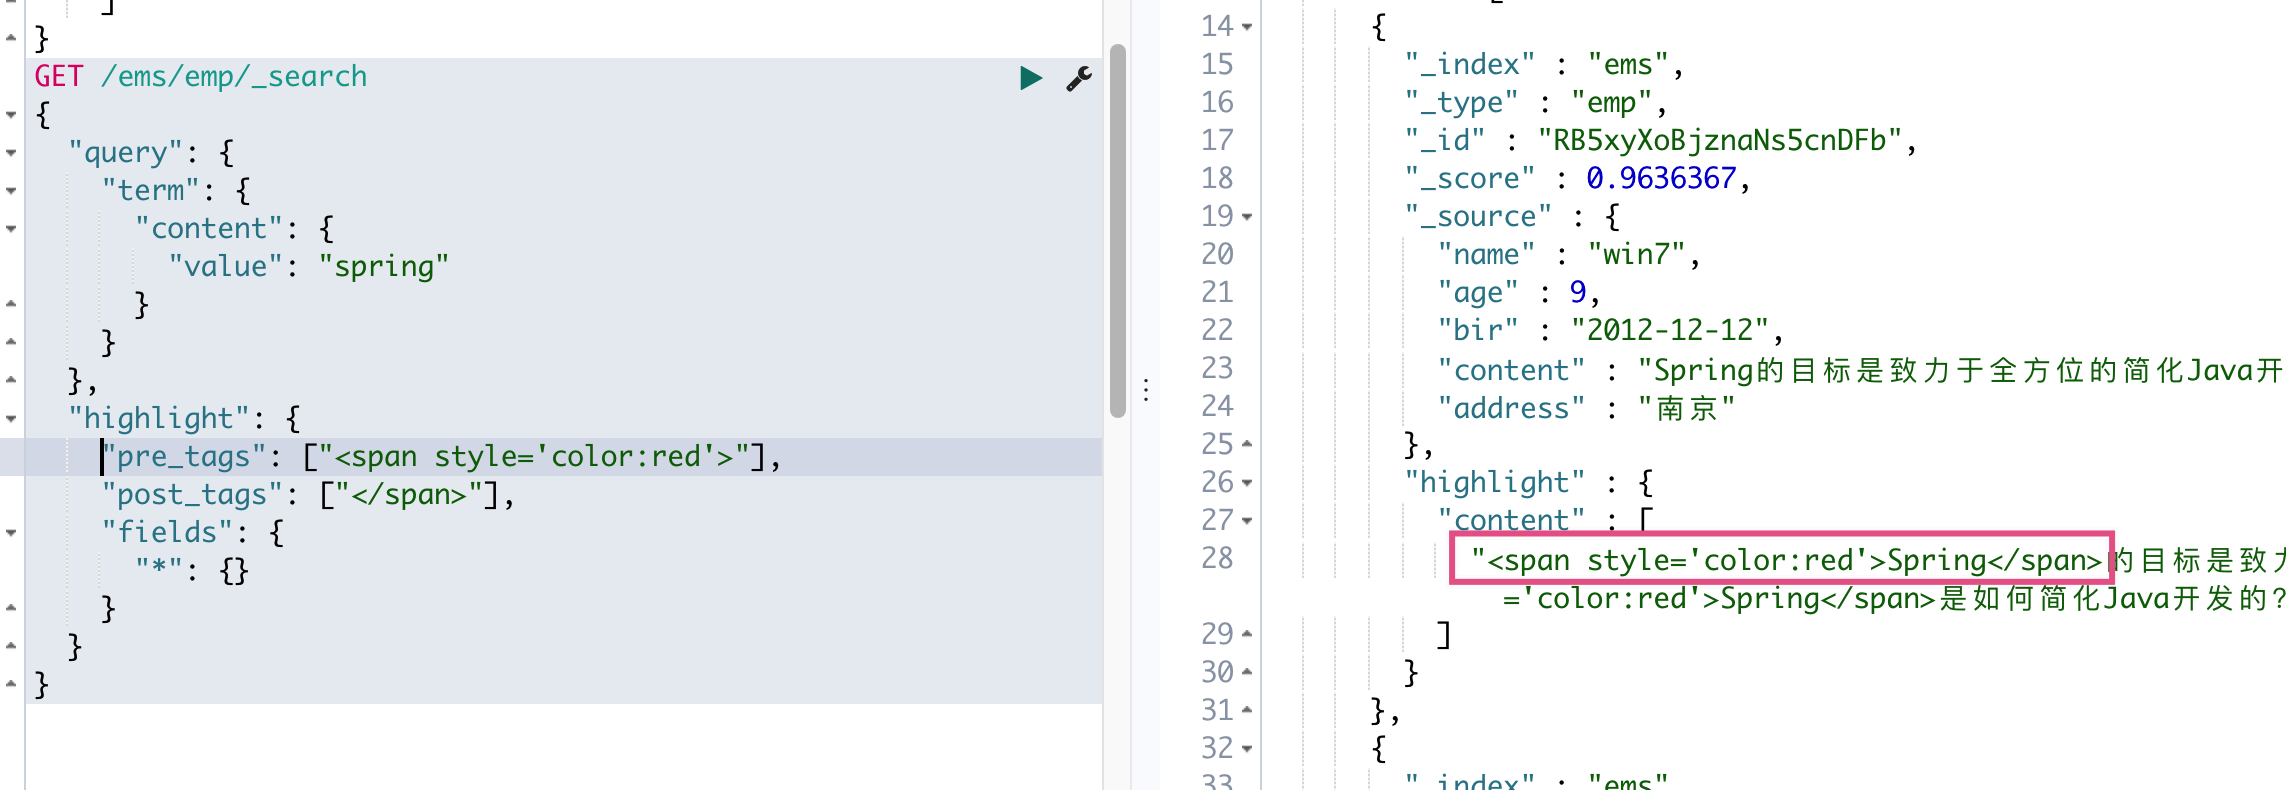 ]
}
GET /ems/emp/_search
{
  "query": {
    "term": {
      "content": {
        "value": "spring"
      }
    }
  },
  "highlight": {
    "pre_tags": ["<span style='color:red'>"],
    "post_tags": ["</span>"],
    "fields": {
      "*": {}
    }
  }
}
14 {
15 "_index" : "ems",
16 "_type" : "emp",
17 "_id" : "RB5xyXoBjznaNs5cnDFb",
18 "_score" : 0.9636367,
19 "_source" : {
20 "name" : "win7",
21 "age" : 9,
22 "bir" : "2012-12-12",
23 "content" : "Spring的目标是致力于全方位的简化Java开
24 "address" : "南京"
25 },
26 "highlight" : {
27 "content" : [
28 "<span style='color:red'>Spring</span>的目标是致力
='color:red'>Spring</span>是如何简化Java开发的?
29 ]
30 }
31 },
32 {
33 "_index" : "ems"